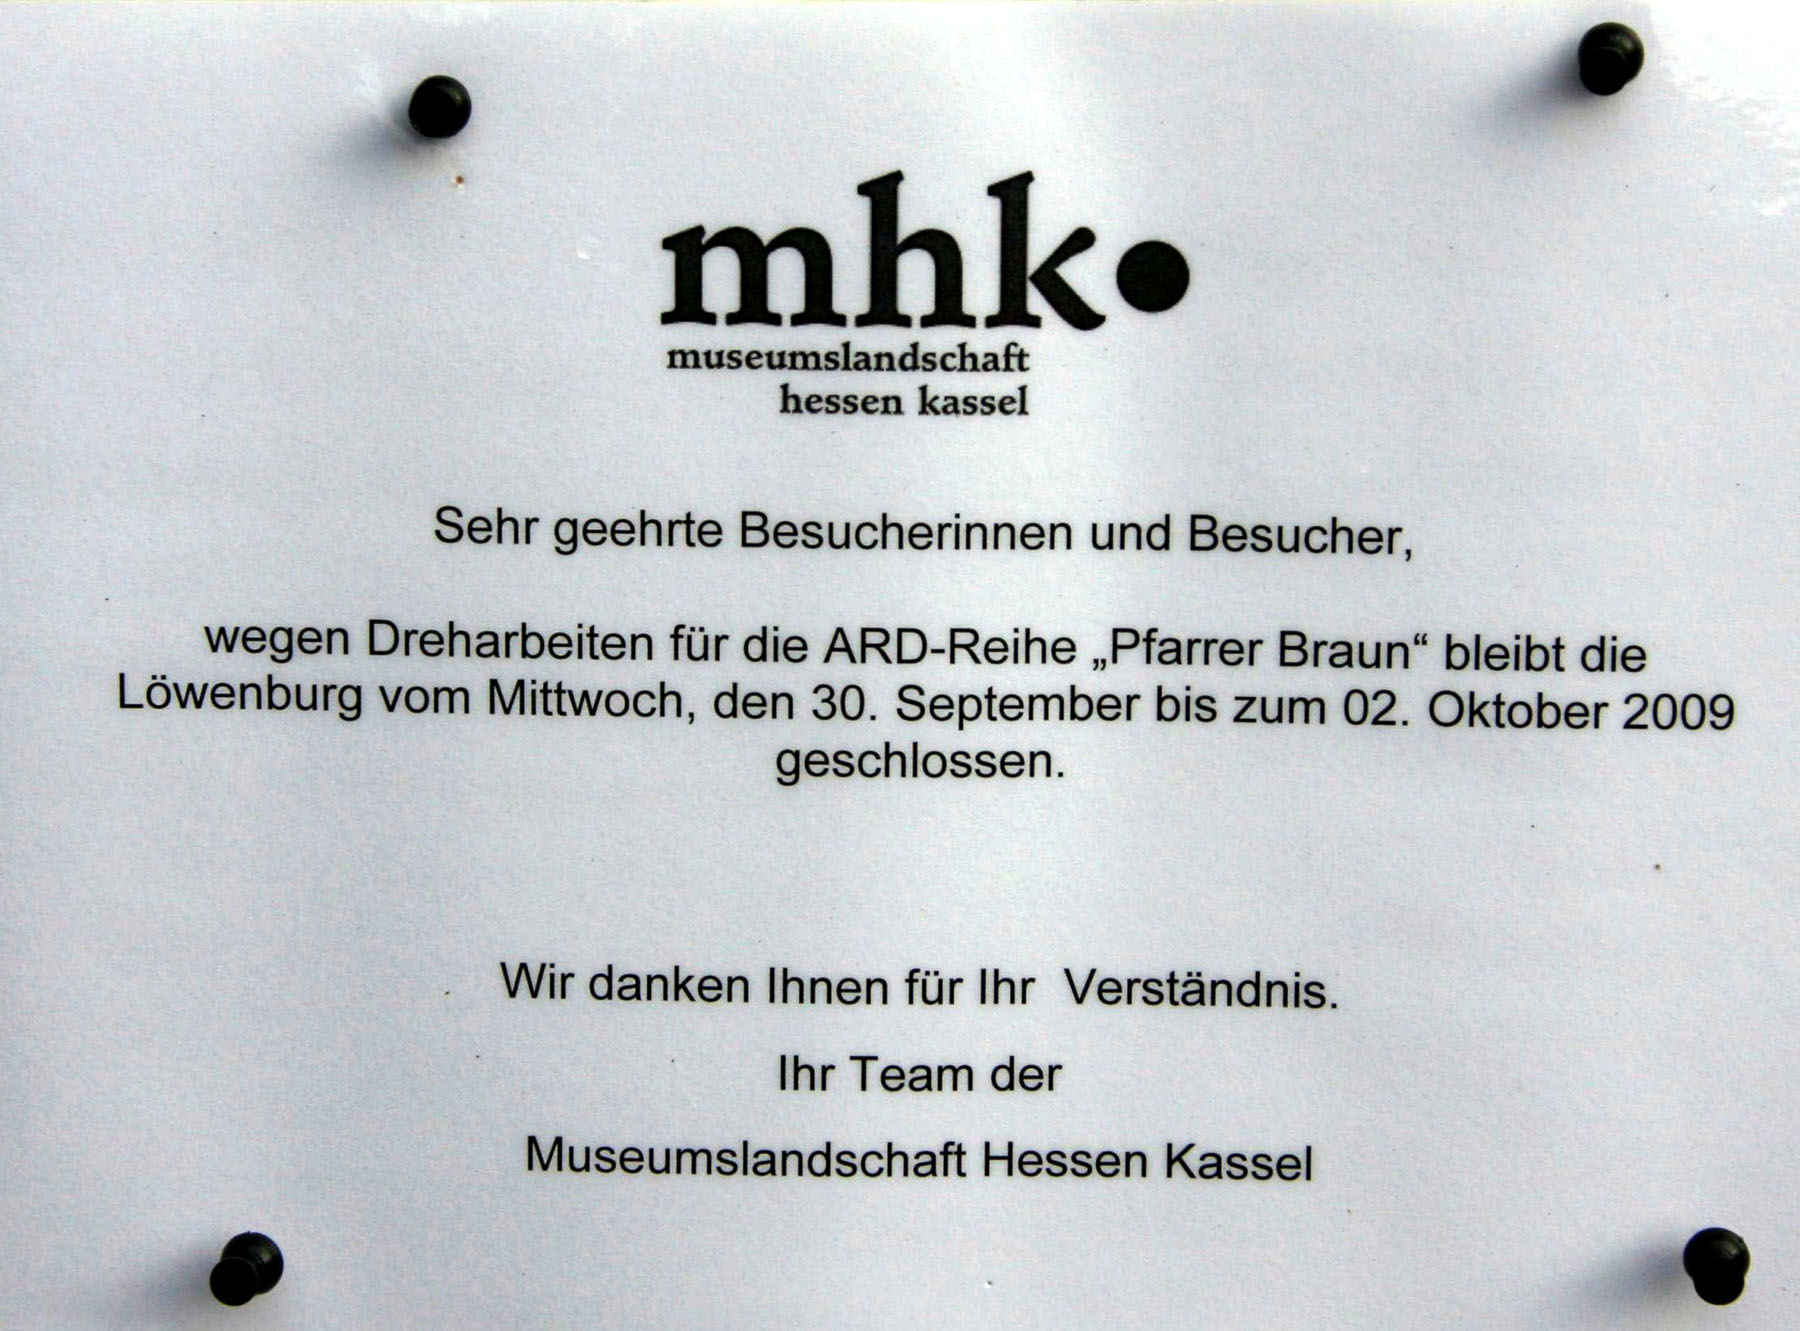 mhk●
museumslandschaft
hessen kassel
Sehr geehrte Besucherinnen und Besucher,
wegen Dreharbeiten für die ARD-Reihe „Pfarrer Braun“ bleibt die
Löwenburg vom Mittwoch, den 30. September bis zum 02. Oktober 2009
geschlossen.
Wir danken Ihnen für Ihr  Verständnis.
Ihr Team der
Museumslandschaft Hessen Kassel